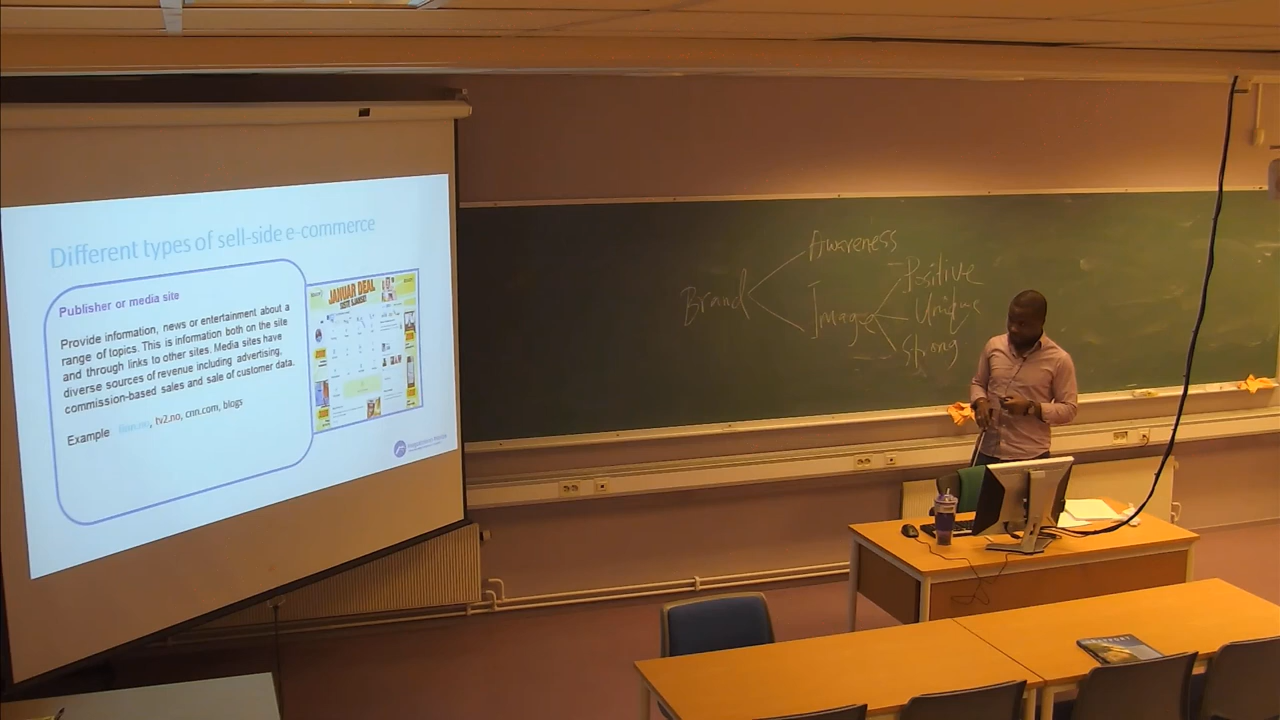 Different types of sell-side e-commerce
Publisher or media site
Provide information, news or entertainment about a
range of topics. This is information both on the site
and through links to other sites. Media sites have
diverse sources of revenue including advertising,
commission-based sales and sale of customer data.
Example , tv2.no, cnn.com, blogs
JANUAR DEAL
Awareness
Brand
Image
Positive
Unique
Strong